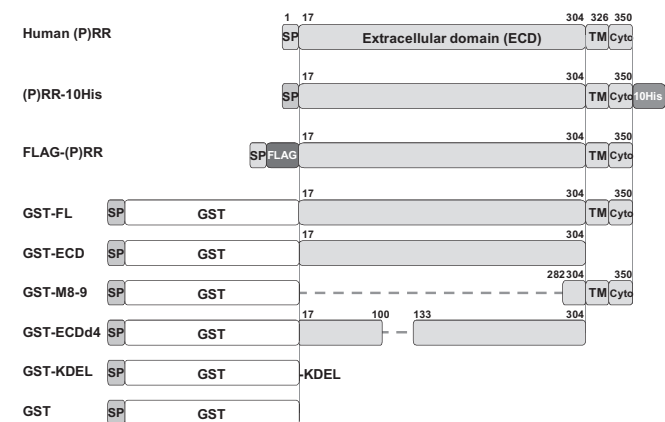 1 17 304 326 350
Human (P)RR SP Extracellular domain (ECD) TM Cyto
17 304 350
(P)RR-10His SP TM Cyto 10His
17 304 350
FLAG-(P)RR SP FLAG TM Cyto
17 304 350
GST-FL SP GST TM Cyto
17 304
GST-ECD SP GST
282 304 350
GST-M8-9 SP GST TM Cyto
17 100 133 304
GST-ECDd4 SP GST
GST-KDEL SP GST -KDEL
GST SP GST